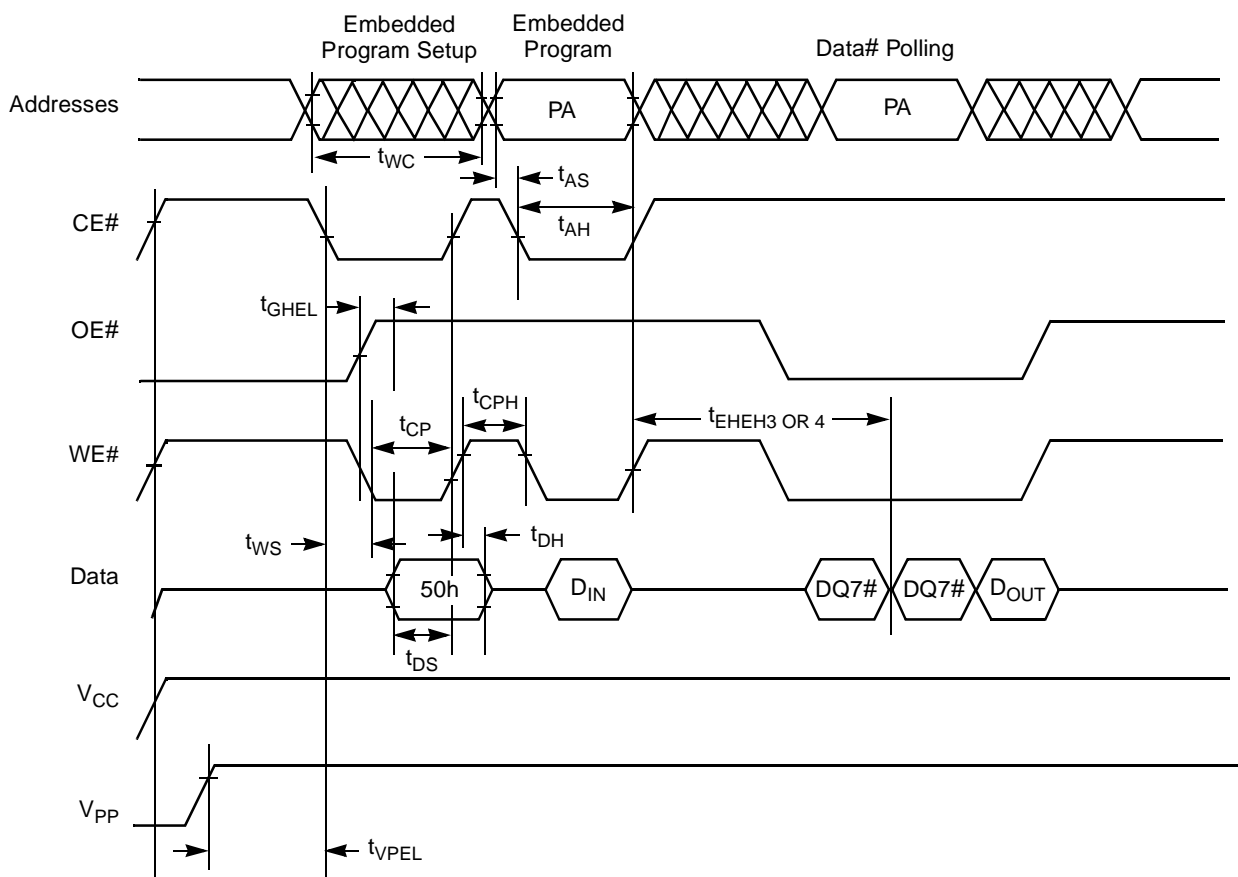 Embedded
Program Setup
Embedded
Program
Data# Polling
Addresses
PA
PA
tWC
tAS
CE#
tAH
tGHEL
OE#
tCPH
tCP
tEHEH3 OR 4
WE#
tWS
tDH
Data
50h
DIN
DQ7#
DQ7#
DOUT
tDS
VCC
VPP
tVPEL